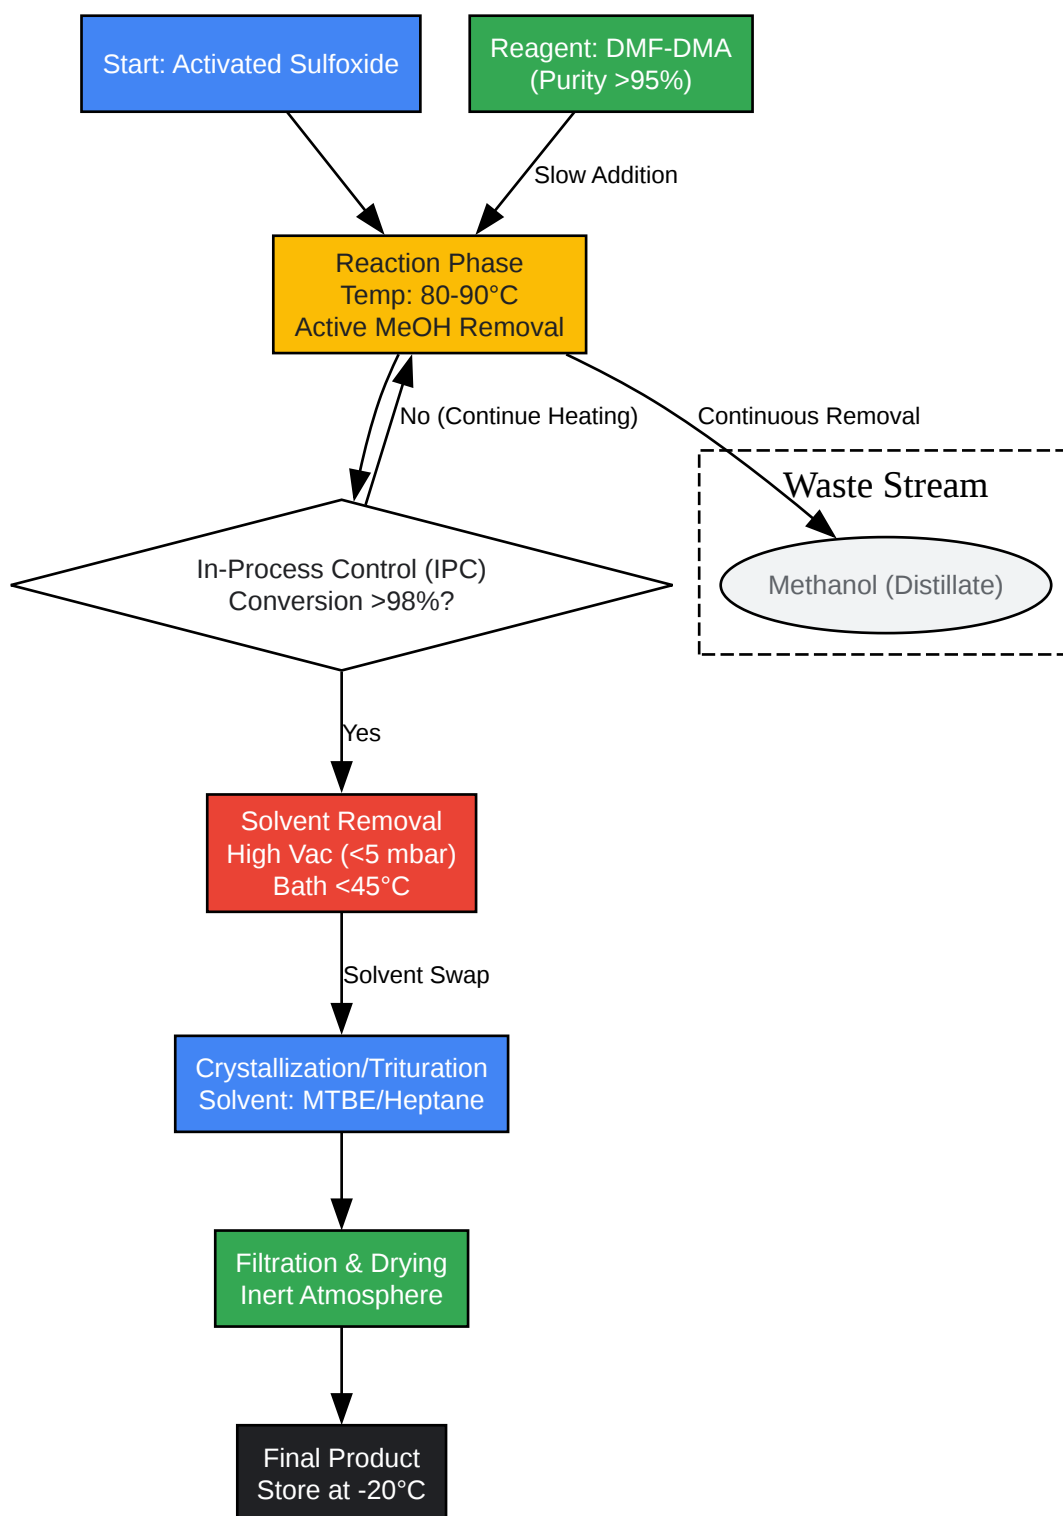 Start: Activated Sulfoxide
Reagent: DMF-DMA
(Purity >95%)
Slow Addition
Reaction Phase
Temp: 80-90°C
Active MeOH Removal
No (Continue Heating)
Continuous Removal
Waste Stream
Methanol (Distillate)
In-Process Control (IPC)
Conversion >98%?
Yes
Solvent Removal
High Vac (<5 mbar)
Bath <45°C
Solvent Swap
Crystallization/Trituration
Solvent: MTBE/Heptane
Filtration & Drying
Inert Atmosphere
Final Product
Store at -20°C